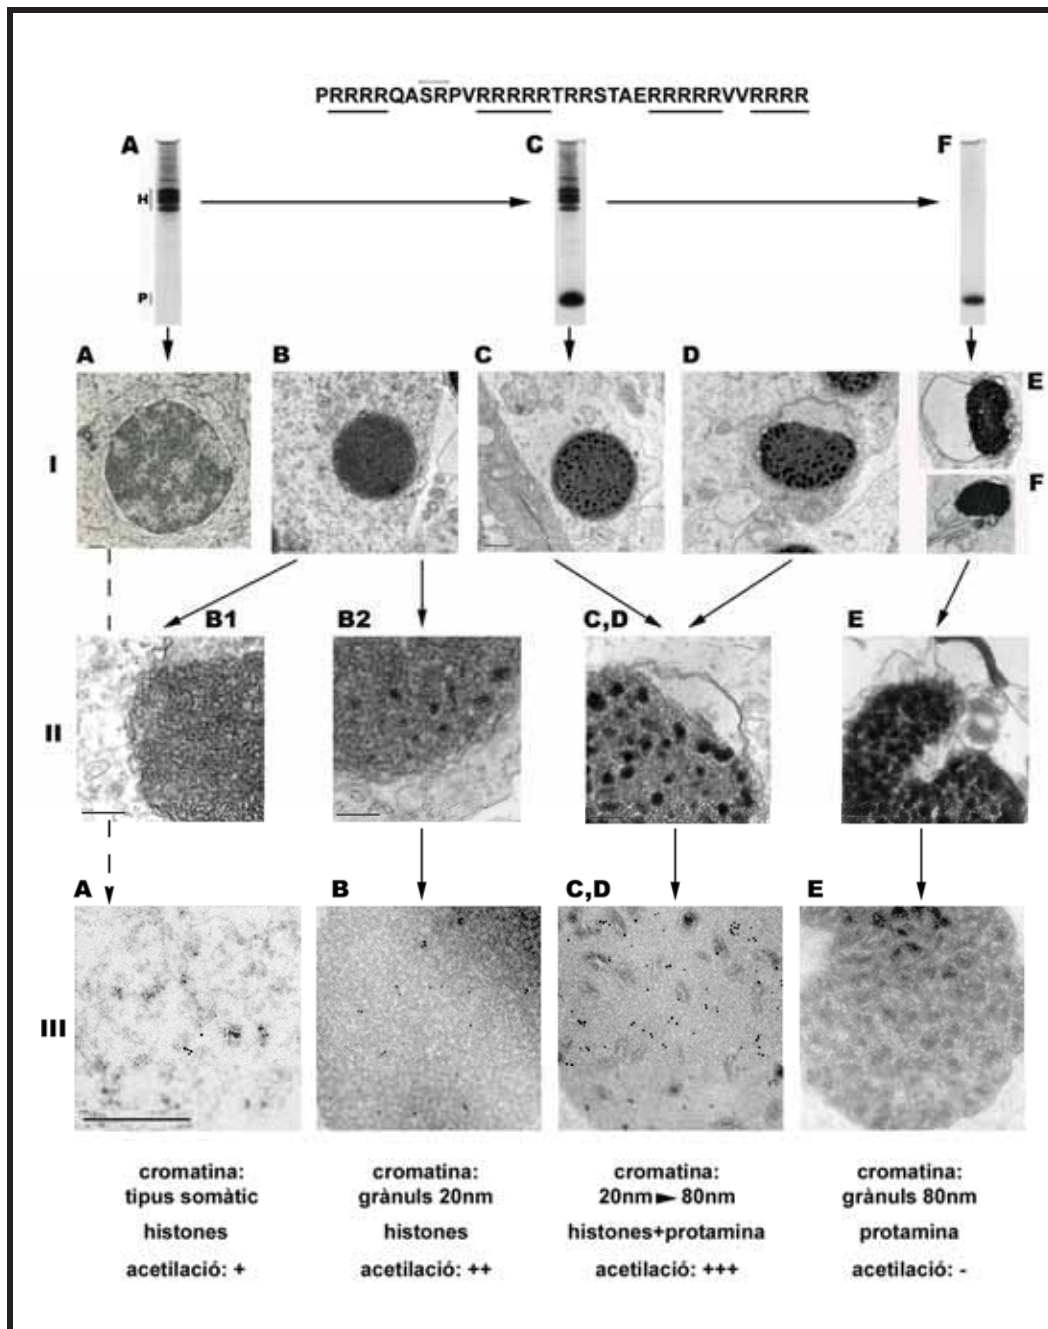 PRRRRQASRPVRRRRRTRRSTAERRRRRVVRRRR
A C F
H
P
A B C D E
F
I
B1 B2 C,D E
II
A B C,D E
III
cromatina: cromatina: cromatina: cromatina:
tipus somàtic grànuls 20nm 20nm►80nm grànuls 80nm
histones histones histones+protamina protamina
acetilació: + acetilació: ++ acetilació: +++ acetilació: -